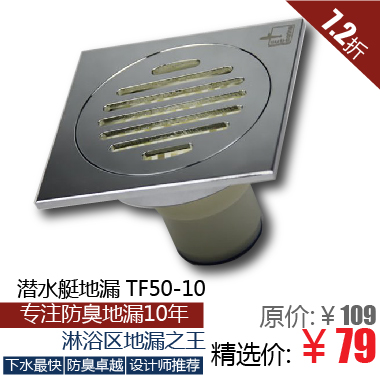 7.2折
潜水艇地漏 TF50-10
专注防臭地漏10年
淋浴区地漏之王
下水最快 防臭卓越 设计师推荐
原价:￥109
精选价:￥79